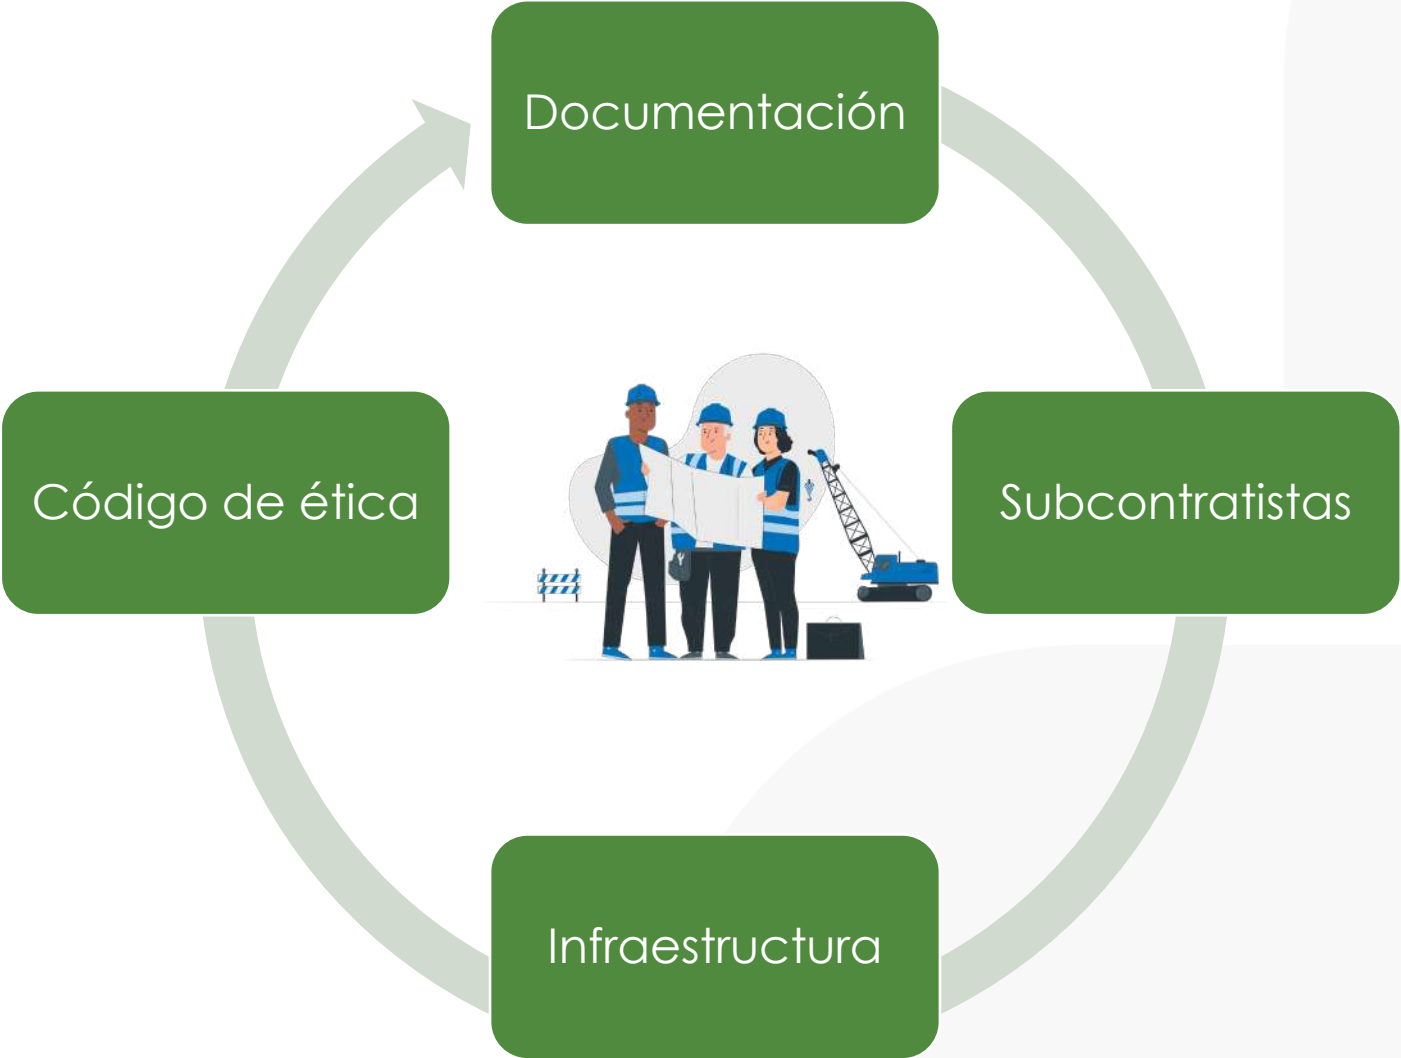 Documentación
Código de ética
Subcontratistas
Infraestructura